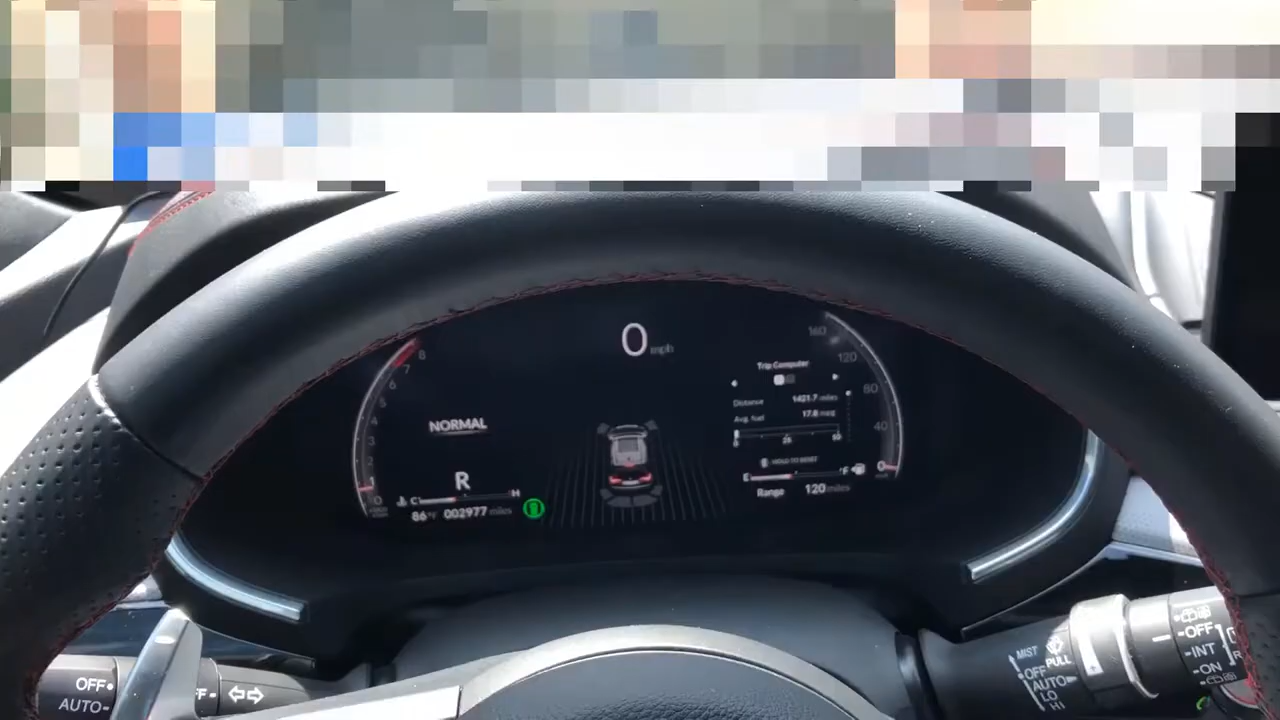 0 mph
8
7
6
5
4
3
2
1
0
NORMAL
R
C H
86°F 002977 miles
160
120
80
40
0
Trip Computer
Distance 1421.7 miles
Avg. fuel 17.8 mpg
0 25 50
HOLD TO RESET
E F
Range 120 miles
OFF
AUTO
MIST
OFF
AUTO
LO
HI
PULL
OFF
INT
ON